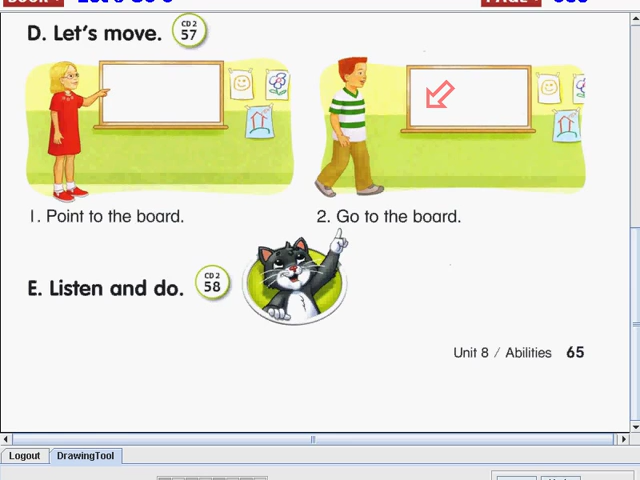 D. Let's move.
CD 2
57
1. Point to the board.
2. Go to the board.
E. Listen and do.
CD 2
58
Unit 8 / Abilities 65
Logout
DrawingTool